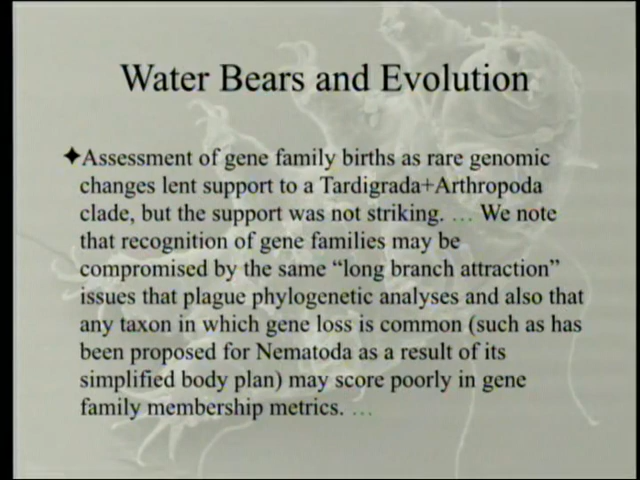 Water Bears and Evolution
✦Assessment of gene family births as rare genomic
changes lent support to a Tardigrada+Arthropoda
clade, but the support was not striking. … We note
that recognition of gene families may be
compromised by the same “long branch attraction”
issues that plague phylogenetic analyses and also that
any taxon in which gene loss is common (such as has
been proposed for Nematoda as a result of its
simplified body plan) may score poorly in gene
family membership metrics. …